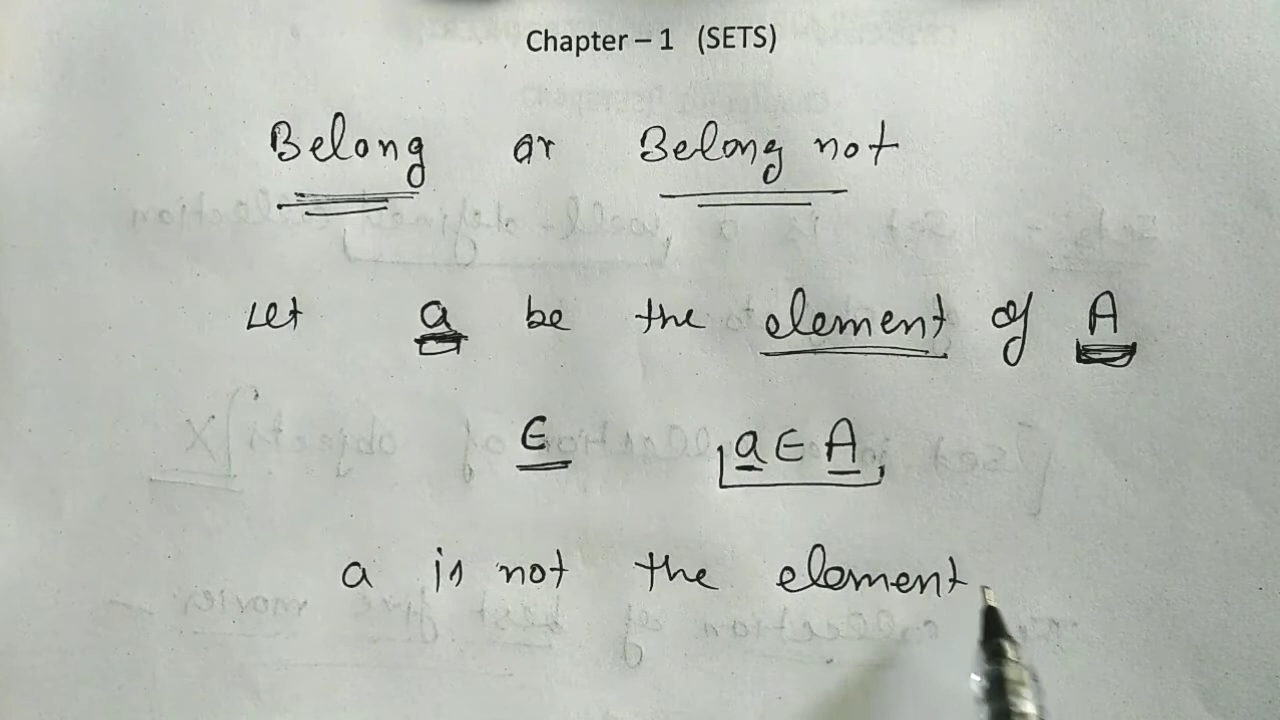 Chapter – 1 (SETS)
Belong or Belong not
Let a be the element of A
∈ a ∈ A,
a is not the element